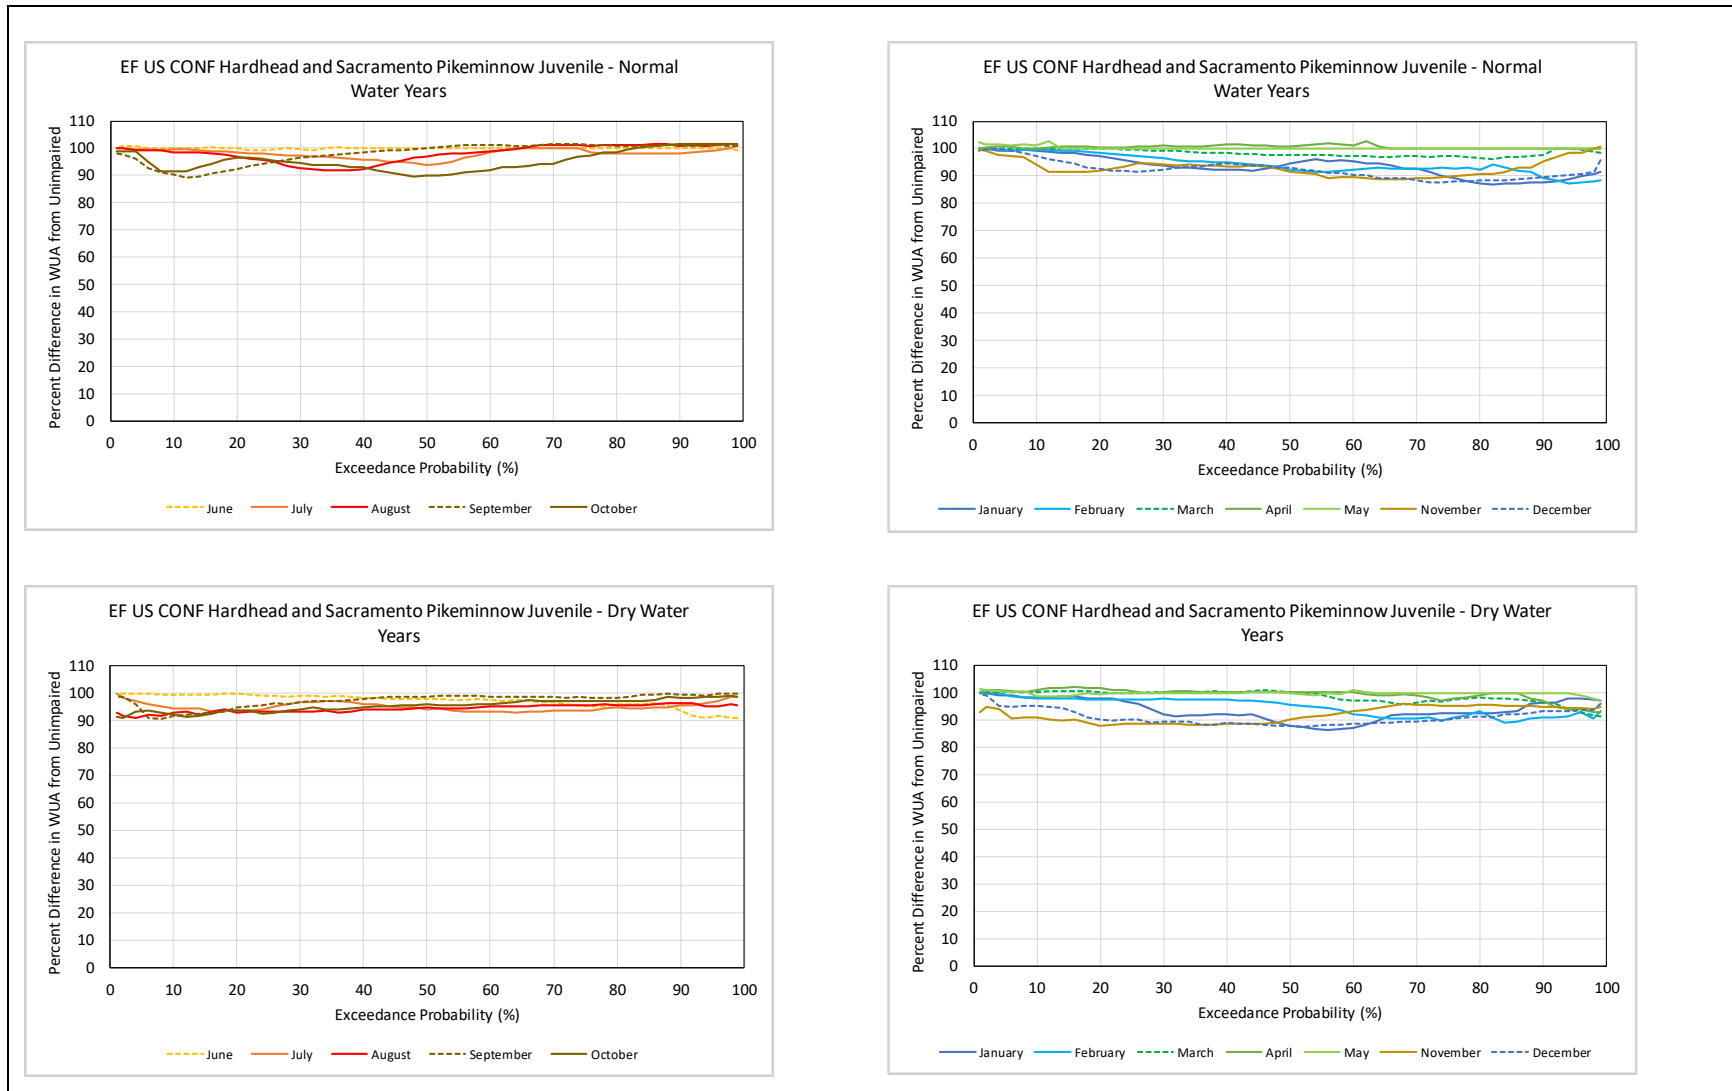 EF US CONF Hardhead and Sacramento Pikeminnow Juvenile - Normal
Water Years
Percent Difference in WUA from Unimpaired
110
100
90
80
70
60
50
40
30
20
10
0
0 10 20 30 40 50 60 70 80 90 100
Exceedance Probability (%)
June July August September October
EF US CONF Hardhead and Sacramento Pikeminnow Juvenile - Normal
Water Years
Percent Difference in WUA from Unimpaired
110
100
90
80
70
60
50
40
30
20
10
0
0 10 20 30 40 50 60 70 80 90 100
Exceedance Probability (%)
January February March April May November December
EF US CONF Hardhead and Sacramento Pikeminnow Juvenile - Dry Water
Years
Percent Difference in WUA from Unimpaired
110
100
90
80
70
60
50
40
30
20
10
0
0 10 20 30 40 50 60 70 80 90 100
Exceedance Probability (%)
June July August September October
EF US CONF Hardhead and Sacramento Pikeminnow Juvenile - Dry Water
Years
Percent Difference in WUA from Unimpaired
110
100
90
80
70
60
50
40
30
20
10
0
0 10 20 30 40 50 60 70 80 90 100
Exceedance Probability (%)
January February March April May November December